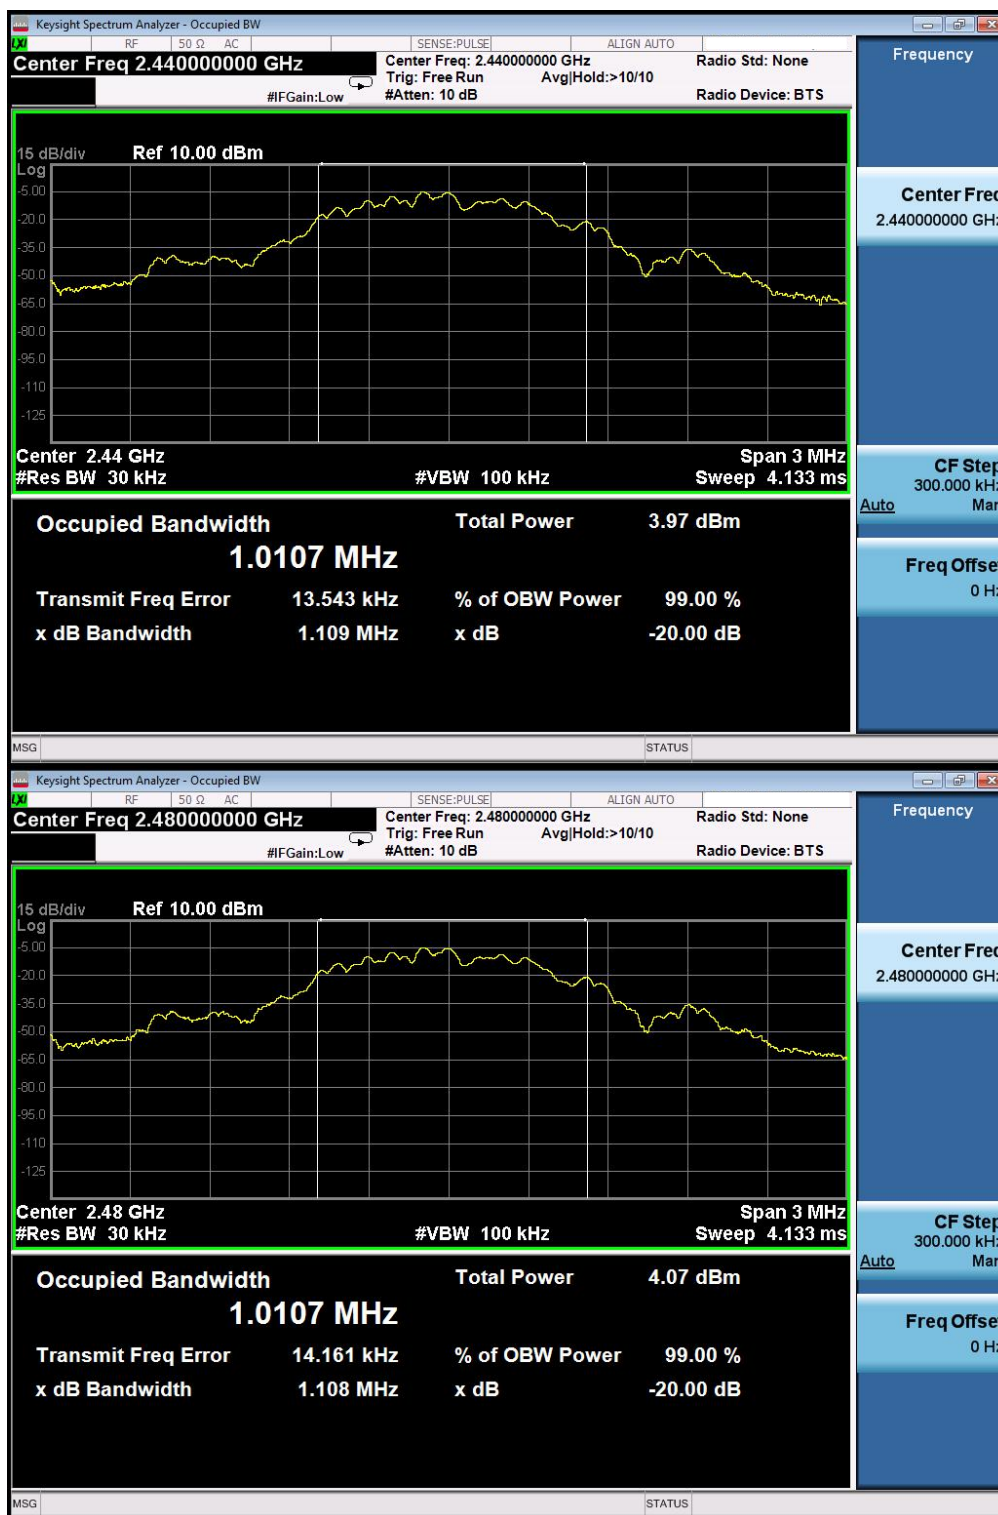 Keysight Spectrum Analyzer - Occupied BW
LXI RF 50 Ω AC SENSE:PULSE ALIGN AUTO
Center Freq 2.440000000 GHz Center Freq: 2.440000000 GHz Radio Std: None
Trig: Free Run Avg|Hold:>10/10
#IFGain:Low #Atten: 10 dB Radio Device: BTS
Frequency
15 dB/div Ref 10.00 dBm
Log
-5.00
-20.0
-35.0
-50.0
-65.0
-80.0
-95.0
-110
-125
Center Freq
2.440000000 GHz
Center 2.44 GHz Span 3 MHz
#Res BW 30 kHz #VBW 100 kHz Sweep 4.133 ms
CF Step
300.000 kHz
Auto Man
Occupied Bandwidth Total Power 3.97 dBm
1.0107 MHz
Transmit Freq Error 13.543 kHz % of OBW Power 99.00 %
x dB Bandwidth 1.109 MHz x dB -20.00 dB
Freq Offset
0 Hz
MSG STATUS
Keysight Spectrum Analyzer - Occupied BW
LXI RF 50 Ω AC SENSE:PULSE ALIGN AUTO
Center Freq 2.480000000 GHz Center Freq: 2.480000000 GHz Radio Std: None
Trig: Free Run Avg|Hold:>10/10
#IFGain:Low #Atten: 10 dB Radio Device: BTS
Frequency
15 dB/div Ref 10.00 dBm
Log
-5.00
-20.0
-35.0
-50.0
-65.0
-80.0
-95.0
-110
-125
Center Freq
2.480000000 GHz
Center 2.48 GHz Span 3 MHz
#Res BW 30 kHz #VBW 100 kHz Sweep 4.133 ms
CF Step
300.000 kHz
Auto Man
Occupied Bandwidth Total Power 4.07 dBm
1.0107 MHz
Transmit Freq Error 14.161 kHz % of OBW Power 99.00 %
x dB Bandwidth 1.108 MHz x dB -20.00 dB
Freq Offset
0 Hz
MSG STATUS